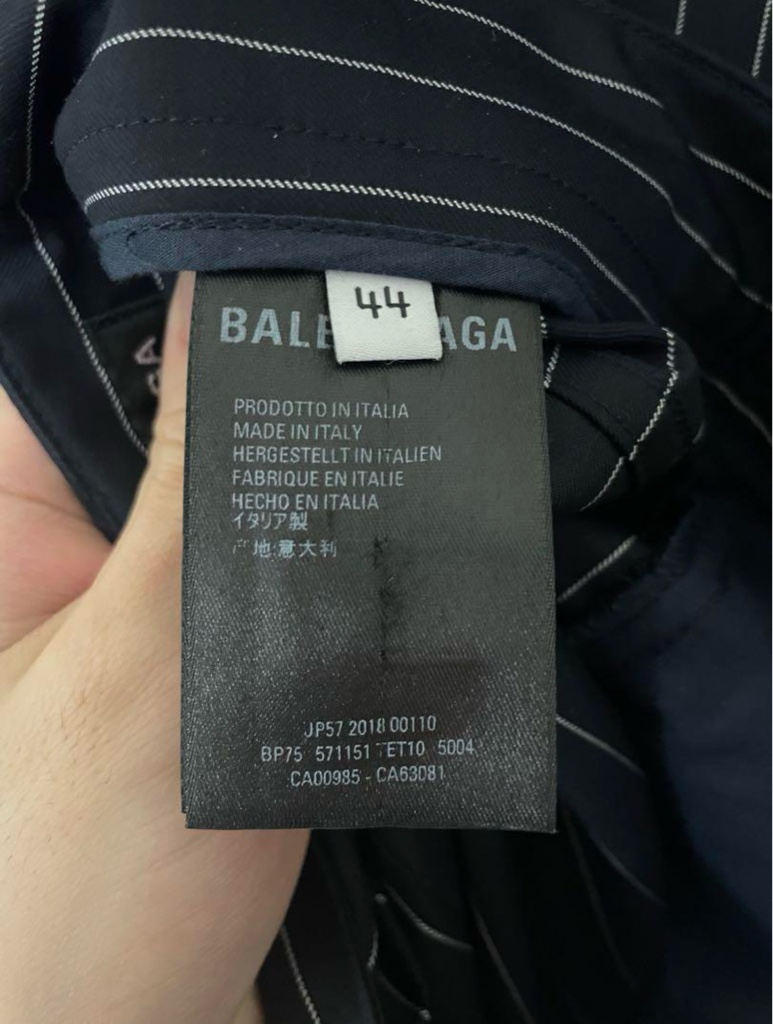 44
BALE AGA
PRODOTTO IN ITALIA
MADE IN ITALY
HERGESTELLT IN ITALIEN
FABRIQUE EN ITALIE
HECHO EN ITALIA
イタリア製
产地:意大利
JP57 2018 00110
BP75 571151 TET10 5004
CA00985 - CA63081